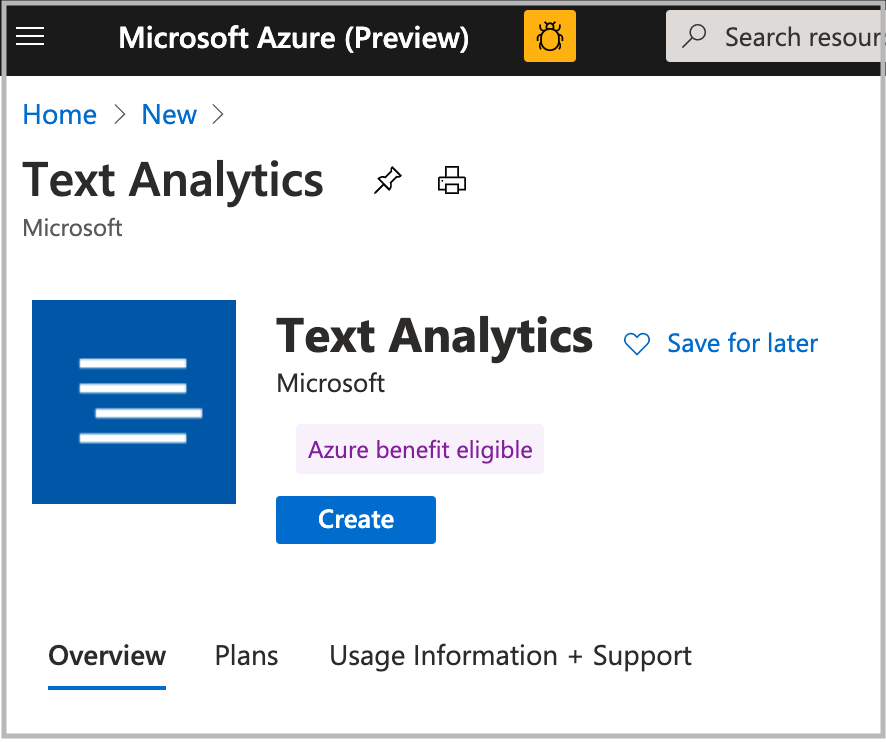 Microsoft Azure (Preview)
Search resour
Home > New >
Text Analytics
Microsoft
Text Analytics
Save for later
Microsoft
Azure benefit eligible
Create
Overview
Plans
Usage Information + Support